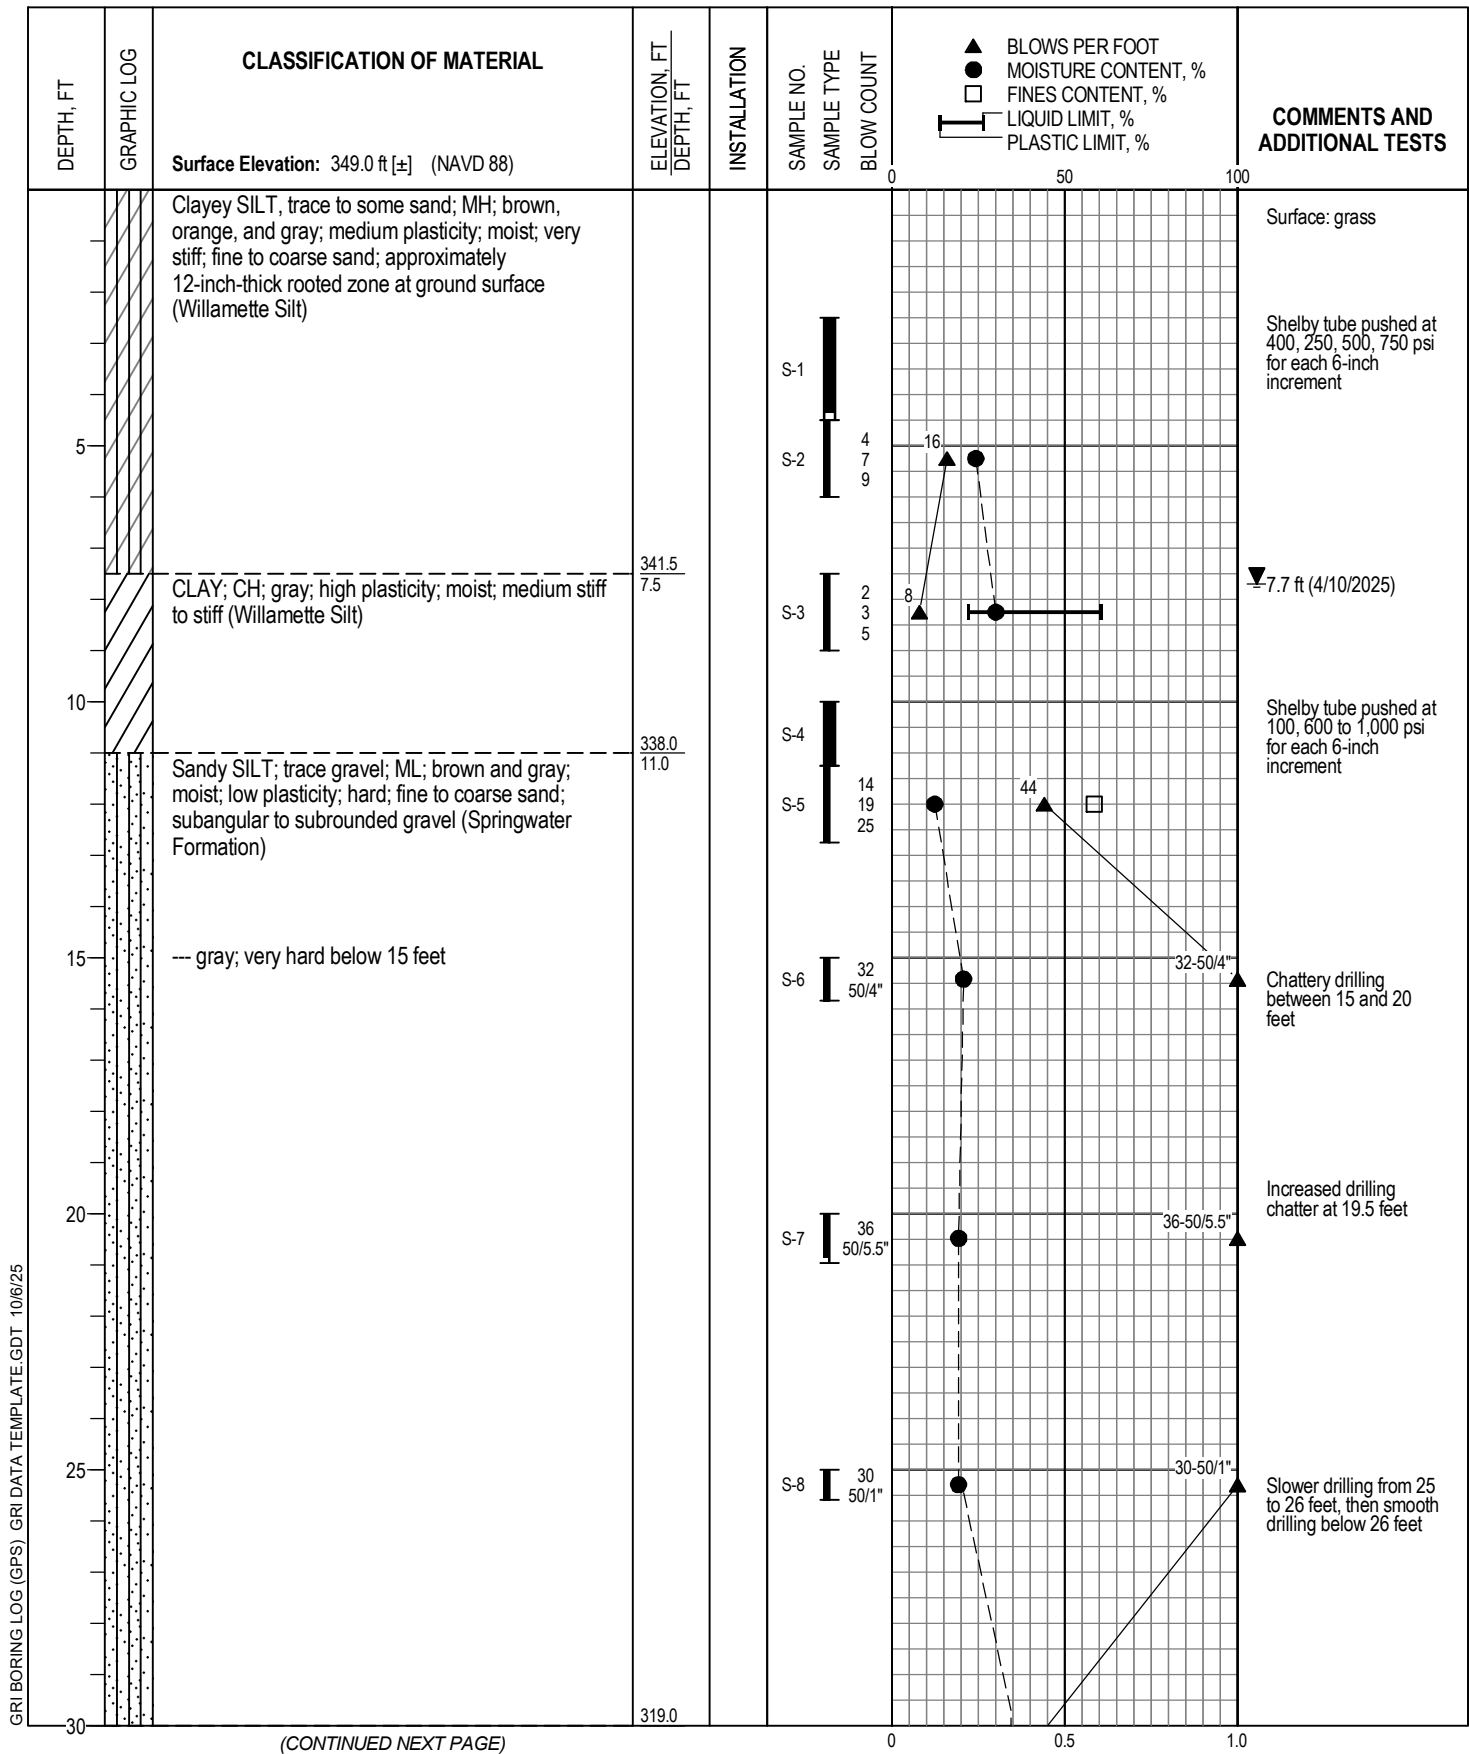 DEPTH, FT
GRAPHIC LOG
CLASSIFICATION OF MATERIAL
Surface Elevation: 349.0 ft [±] (NAVD 88)
ELEVATION, FT
DEPTH, FT
INSTALLATION
SAMPLE NO.
SAMPLE TYPE
BLOW COUNT
BLOWS PER FOOT
MOISTURE CONTENT, %
FINES CONTENT, %
LIQUID LIMIT, %
PLASTIC LIMIT, %
0 50 100
COMMENTS AND
ADDITIONAL TESTS
Clayey SILT, trace to some sand; MH; brown,
orange, and gray; medium plasticity; moist; very
stiff; fine to coarse sand; approximately
12-inch-thick rooted zone at ground surface
(Willamette Silt)
Surface: grass
S-1
Shelby tube pushed at
400, 250, 500, 750 psi
for each 6-inch
increment
5
S-2
4
7
9
16
341.5
7.5
CLAY; CH; gray; high plasticity; moist; medium stiff
to stiff (Willamette Silt)
S-3
2
3
5
8
7.7 ft (4/10/2025)
10
S-4
Shelby tube pushed at
100, 600 to 1,000 psi
for each 6-inch
increment
338.0
11.0
Sandy SILT; trace gravel; ML; brown and gray;
moist; low plasticity; hard; fine to coarse sand;
subangular to subrounded gravel (Springwater
Formation)
S-5
14
19
25
44
15
--- gray; very hard below 15 feet
S-6
32
50/4"
32-50/4"
Chattery drilling
between 15 and 20
feet
20
S-7
36
50/5.5"
36-50/5.5"
Increased drilling
chatter at 19.5 feet
25
S-8
30
50/1"
30-50/1"
Slower drilling from 25
to 26 feet, then smooth
drilling below 26 feet
30
319.0
(CONTINUED NEXT PAGE)
0 0.5 1.0
GRI BORING LOG (GPS) GRI DATA TEMPLATE.GDT 10/6/25